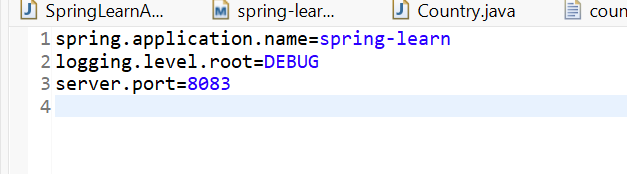 SpringLearnA... spring-lear... Country.java coun
1 spring.application.name=spring-learn
2 logging.level.root=DEBUG
3 server.port=8083
4